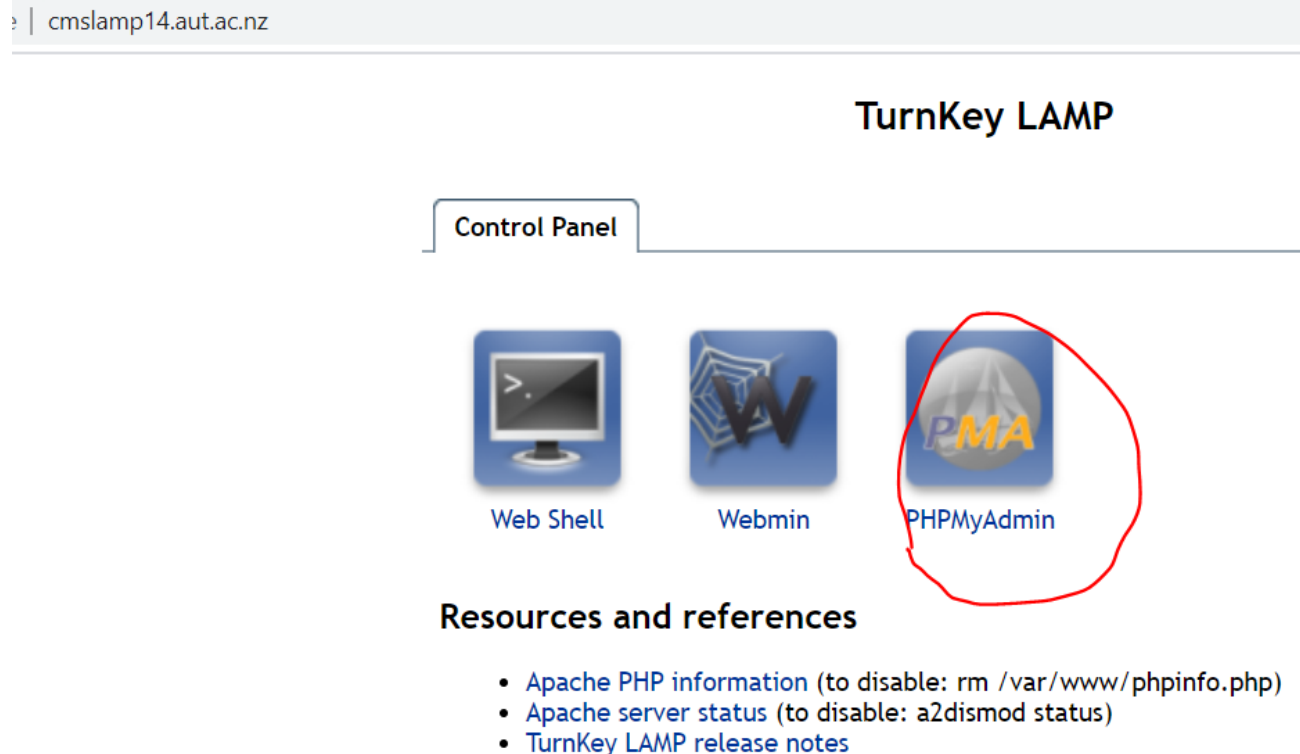 cmslamp14.aut.ac.nz
TurnKey LAMP
Control Panel
>.
W
PMA
Web Shell
Webmin
PHPMyAdmin
Resources and references
• Apache PHP information (to disable: rm /var/www/phpinfo.php)
• Apache server status (to disable: a2dismod status)
• TurnKey LAMP release notes